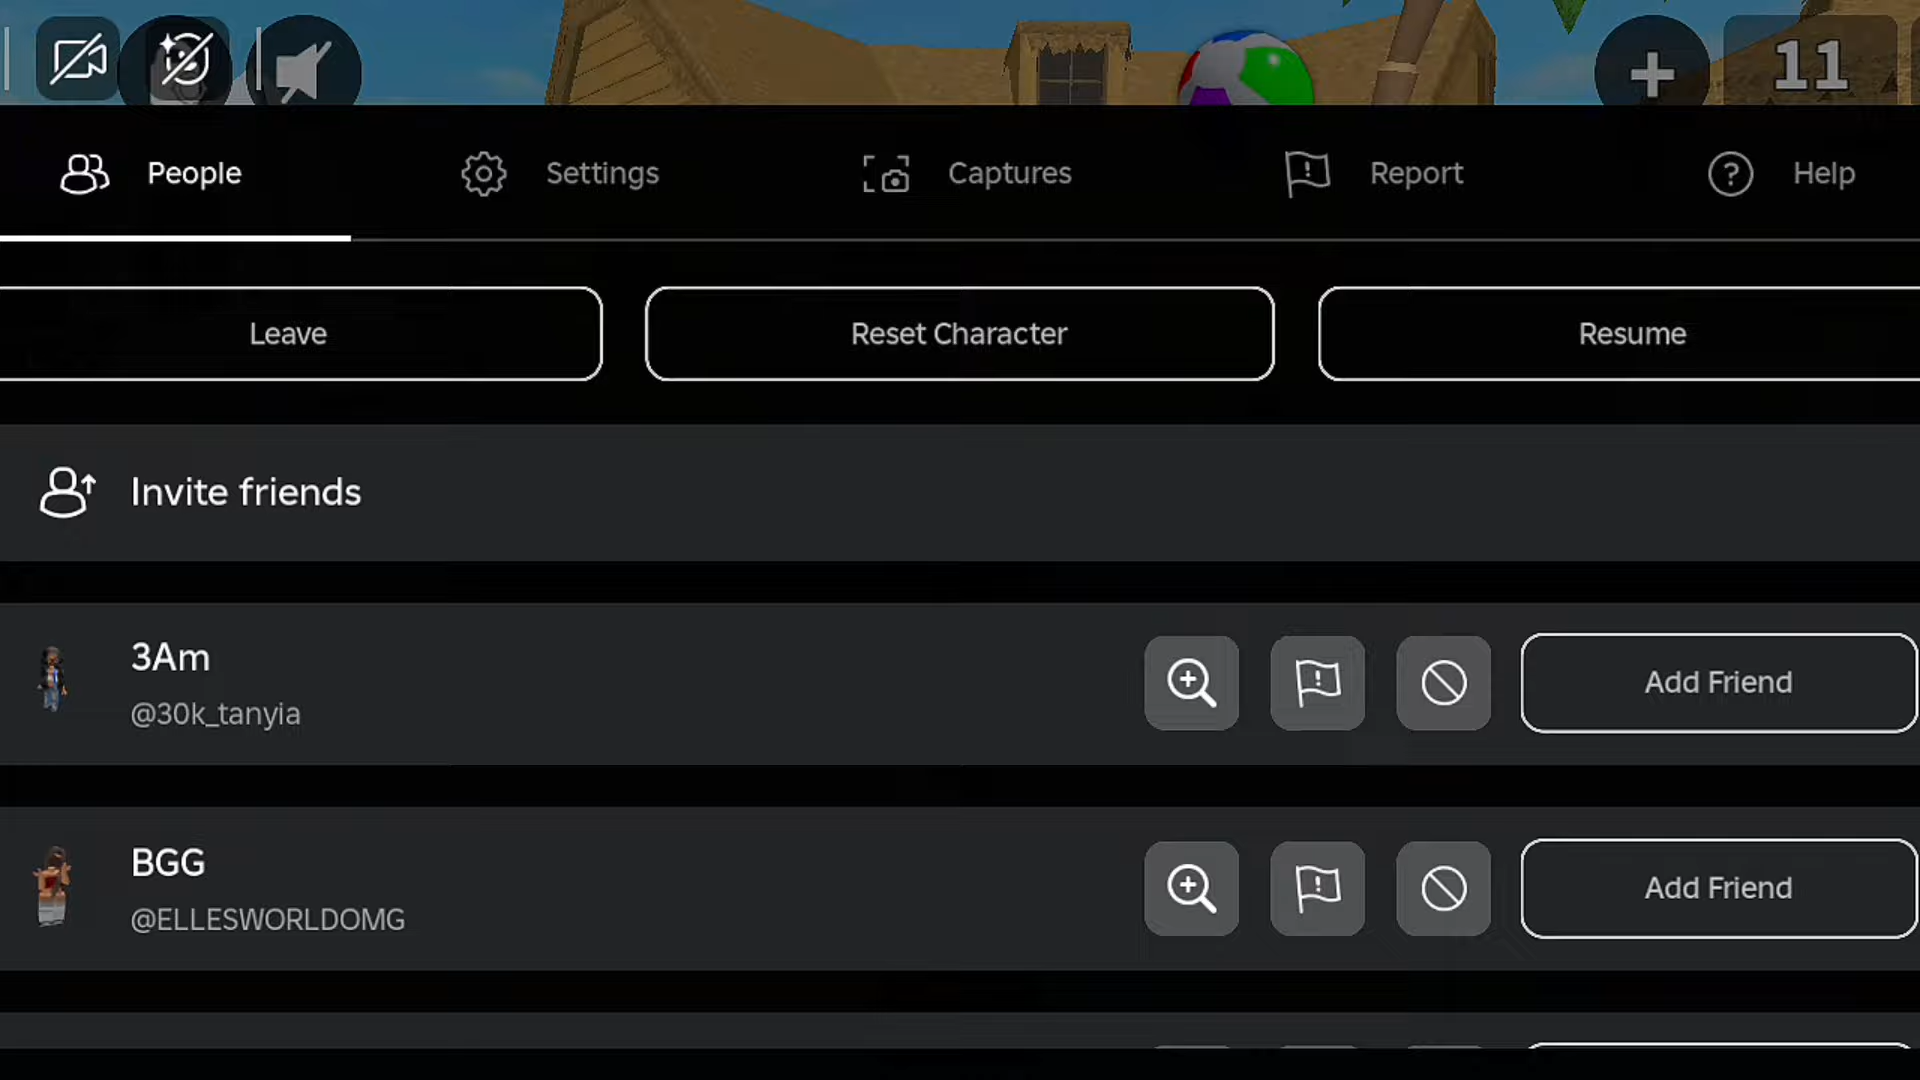 11
People
Settings
Captures
Report
Help
Leave
Reset Character
Resume
Invite friends
3Am
@30k_tanyia
Add Friend
BGG
@ELLESWORLDOMG
Add Friend